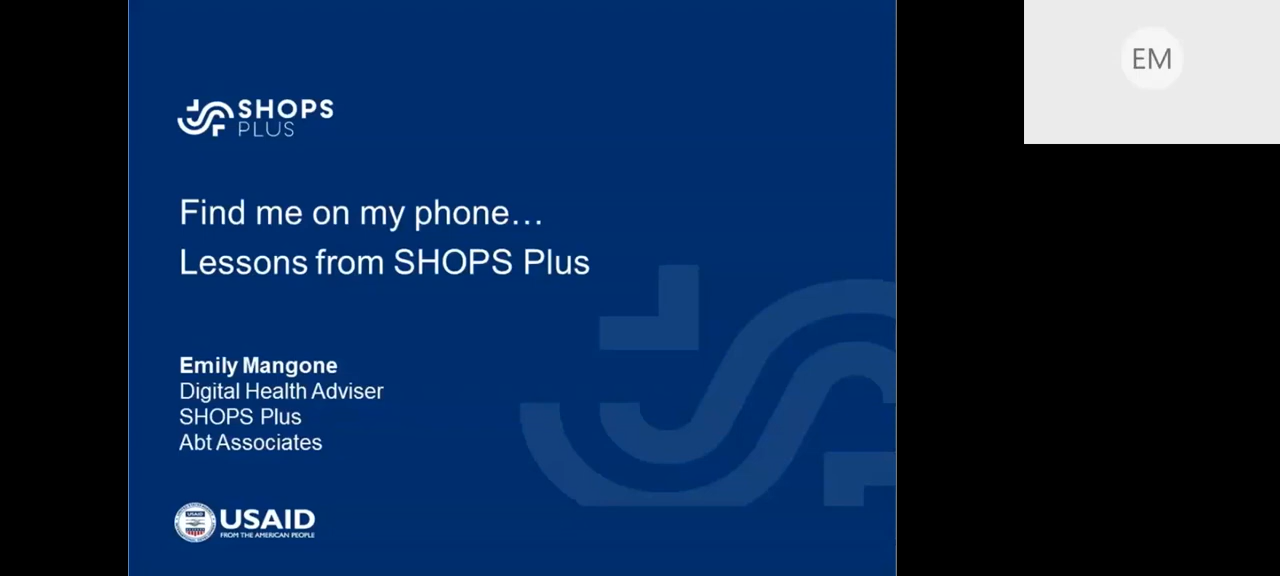 SHOPS
PLUS
EM
Find me on my phone…
Lessons from SHOPS Plus
Emily Mangone
Digital Health Adviser
SHOPS Plus
Abt Associates
USAID
FROM THE AMERICAN PEOPLE